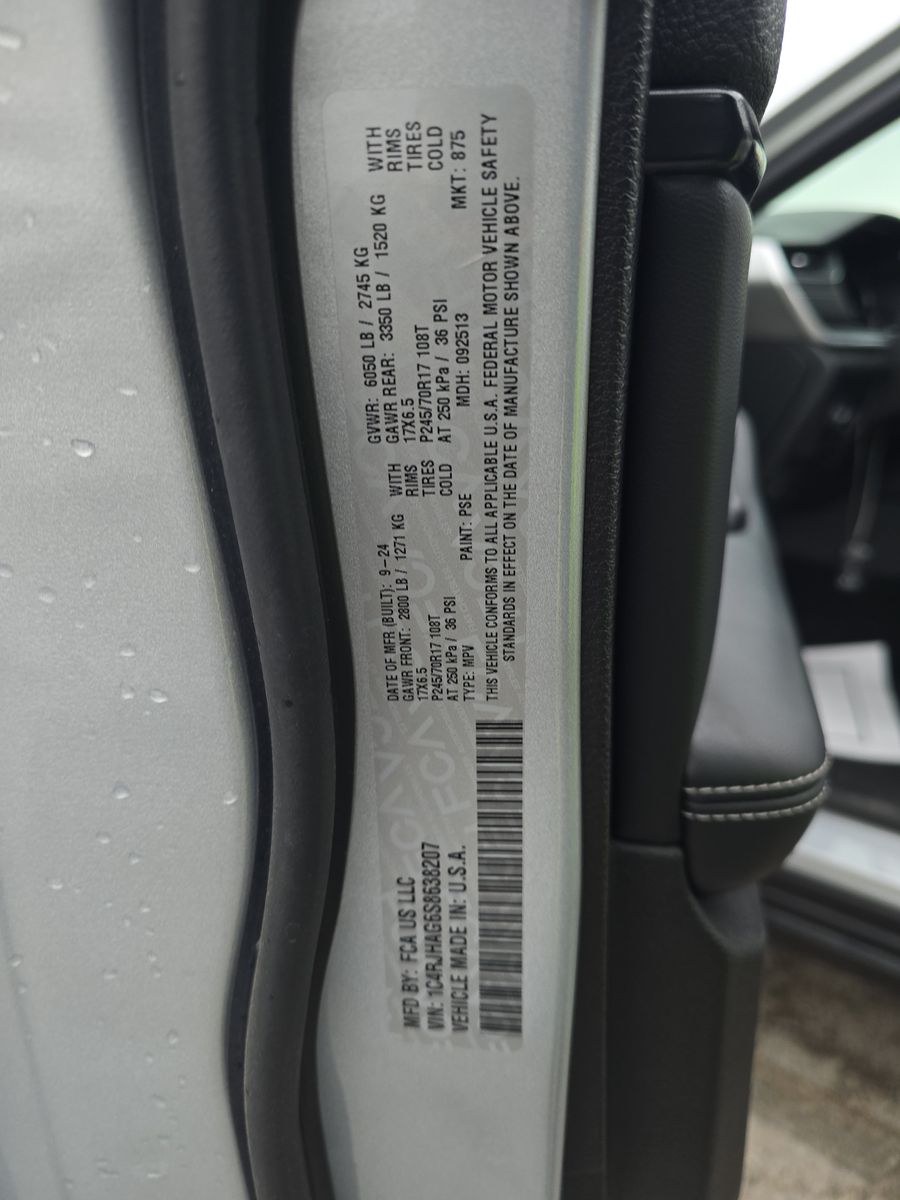 MFD BY: FCA US LLC
VIN: 1C4RJHAG6S8638207
VEHICLE MADE IN: U.S.A.
DATE OF MFR (BUILT): 9-24
GAWR FRONT: 2800 LB / 1271 KG WITH
17X6.5 RIMS
P245/70R17 108T TIRES
AT 250 kPa / 36 PSI COLD
TYPE: MPV PAINT: PSE
GVWR: 6050 LB / 2745 KG
GAWR REAR: 3350 LB / 1520 KG WITH
17X6.5 RIMS
P245/70R17 108T TIRES
AT 250 kPa / 36 PSI COLD
MDH: 092513 MKT: 875
THIS VEHICLE CONFORMS TO ALL APPLICABLE U.S.A. FEDERAL MOTOR VEHICLE SAFETY
STANDARDS IN EFFECT ON THE DATE OF MANUFACTURE SHOWN ABOVE.